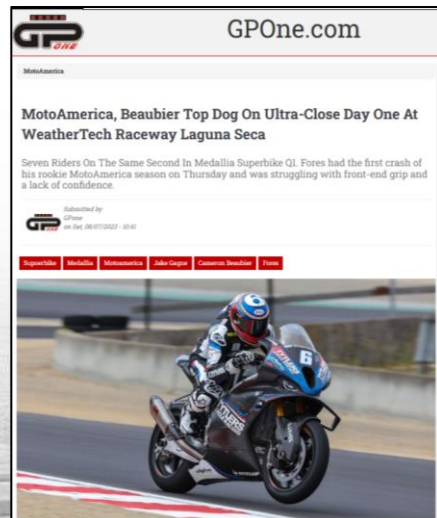 GP
ONE
GPOne.com
MotoAmerica
MotoAmerica, Beaubier Top Dog On Ultra-Close Day One At
WeatherTech Raceway Laguna Seca
Seven Riders On The Same Second In Medallia Superbike Q1. Fores had the first crash of
his rookie MotoAmerica season on Thursday and was struggling with front-end grip and
a lack of confidence.
GP
ONE
Submitted by
GPone
on Sat, 08/07/2023 - 10:41
Superbike Medallia Motoamerica Jake Gagne Cameron Beaubier Fores
6